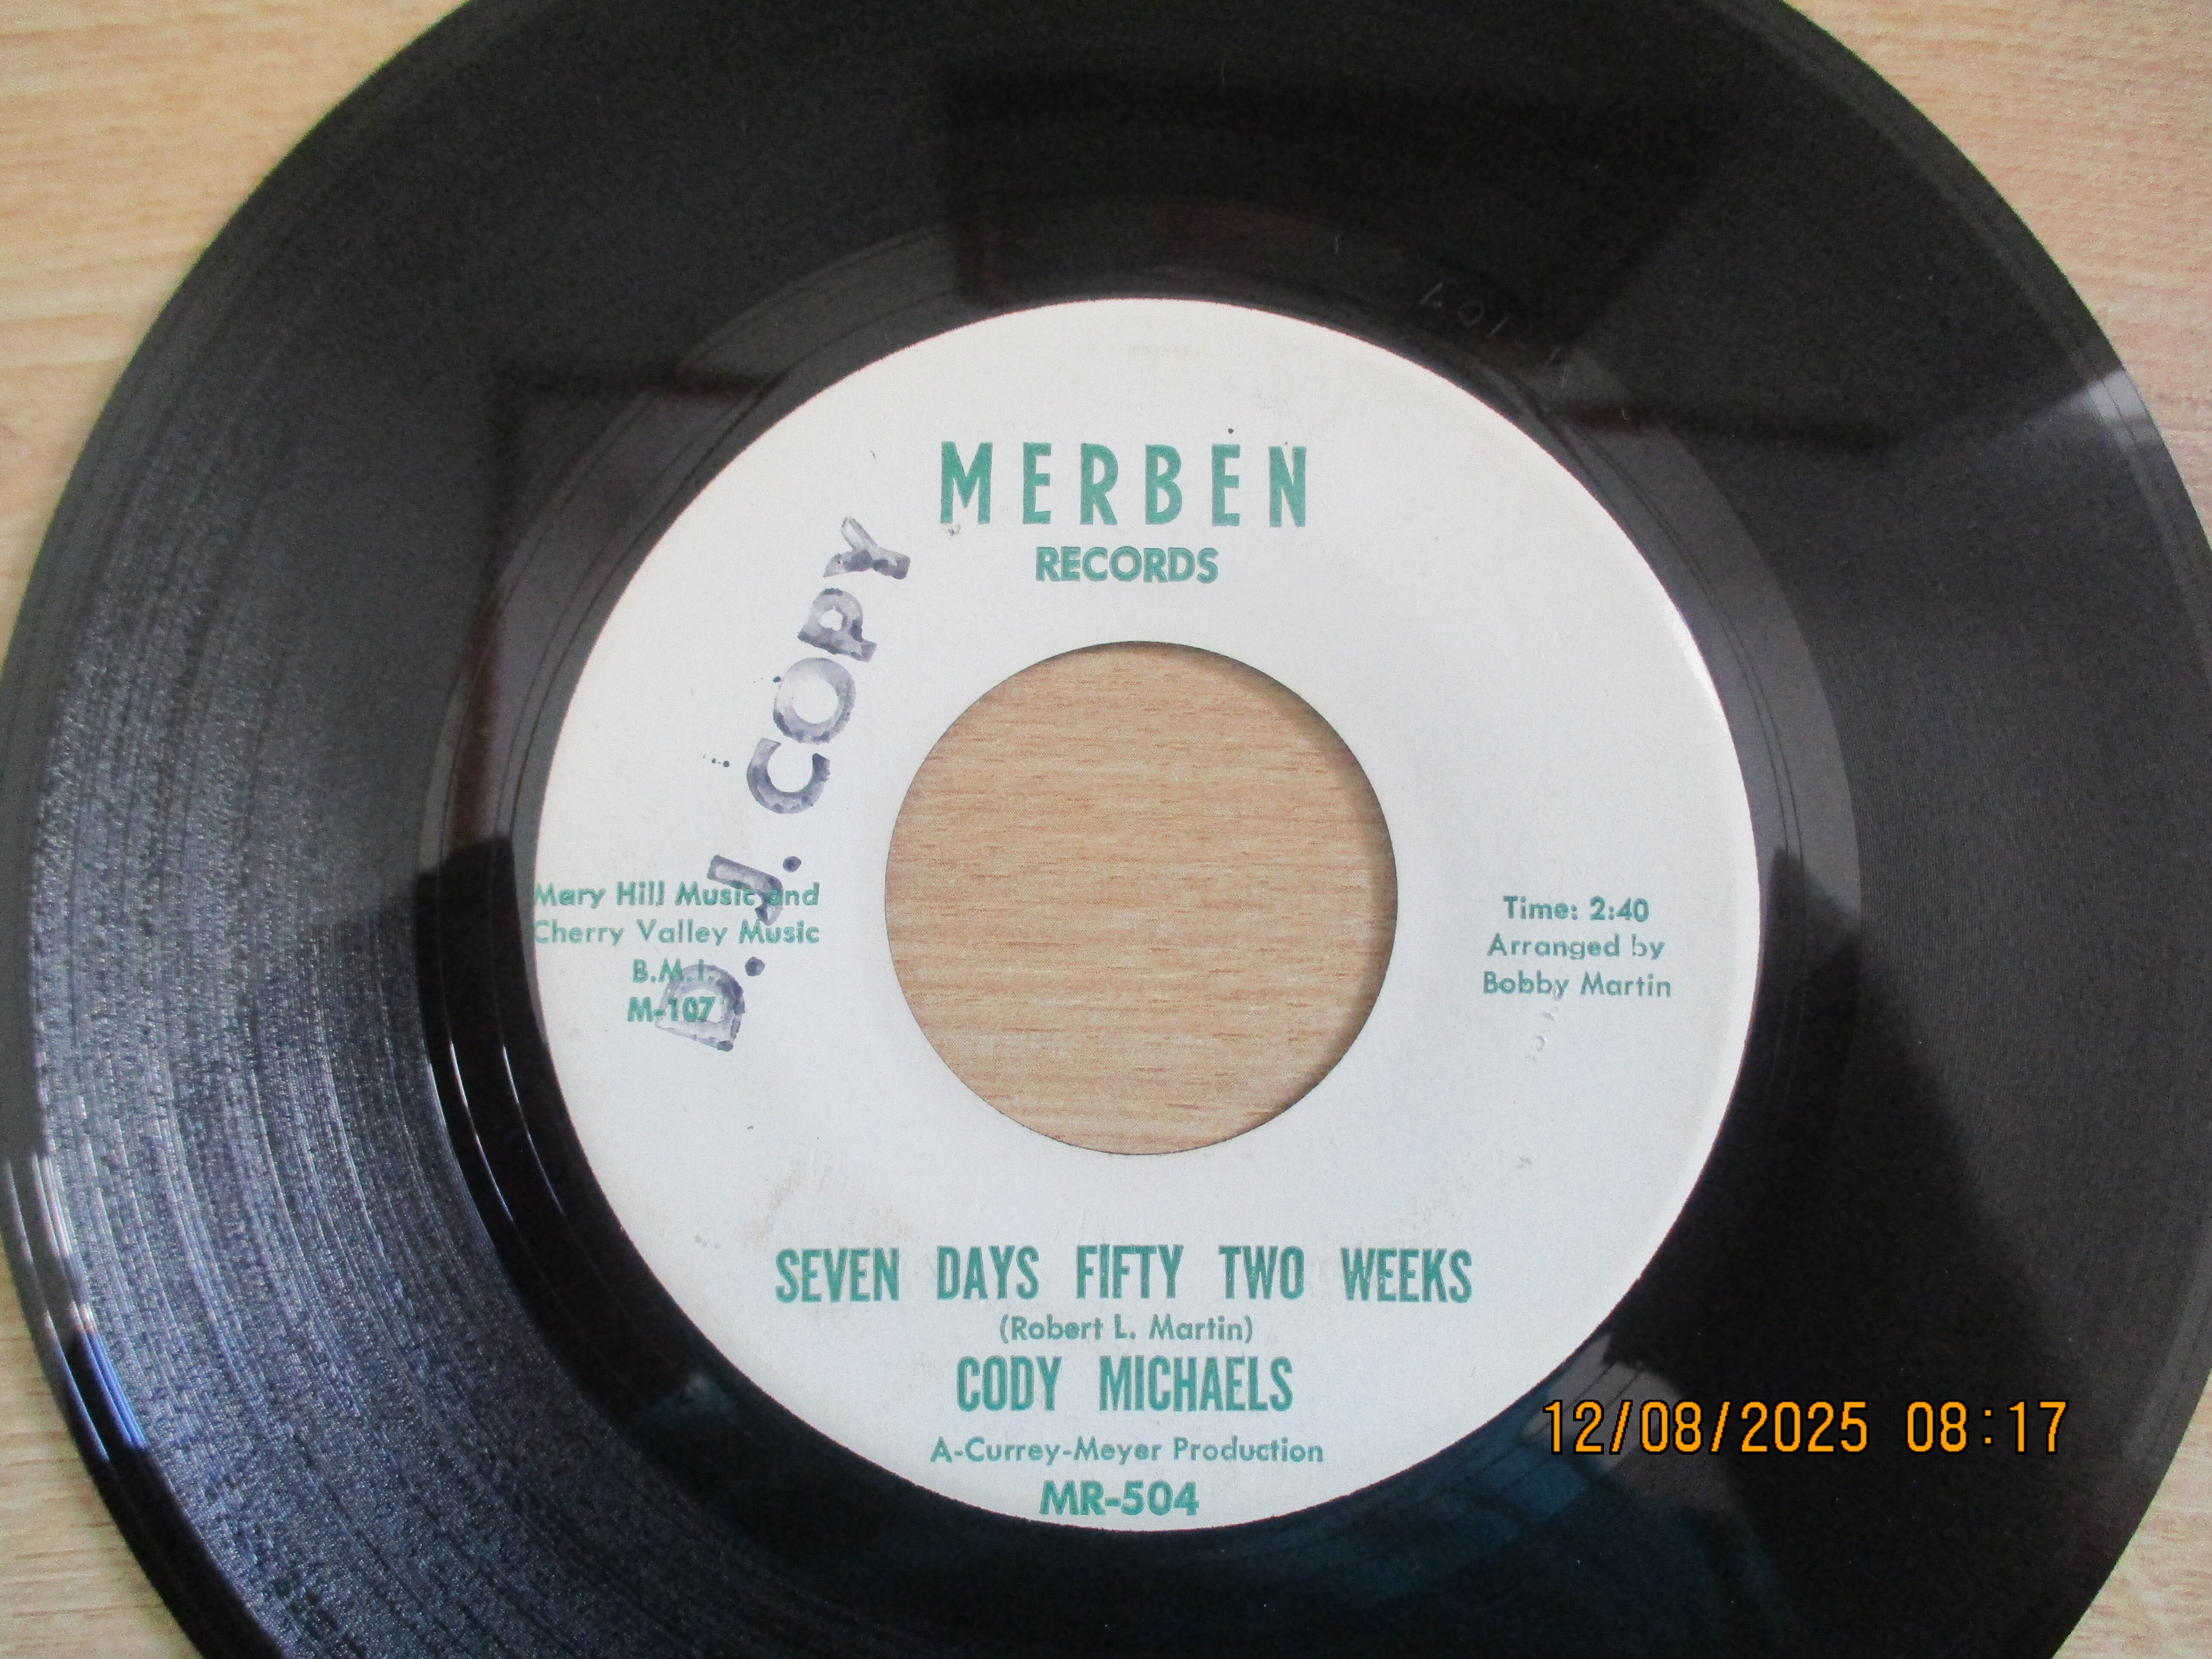 MERBEN
RECORDS
D.J. COPY
Mary Hill Music and
Cherry Valley Music
B.M.I.
M-107
Time: 2:40
Arranged by
Bobby Martin
SEVEN DAYS FIFTY TWO WEEKS
(Robert L. Martin)
CODY MICHAELS
A-Currey-Meyer Production
MR-504
12/08/2025 08:17